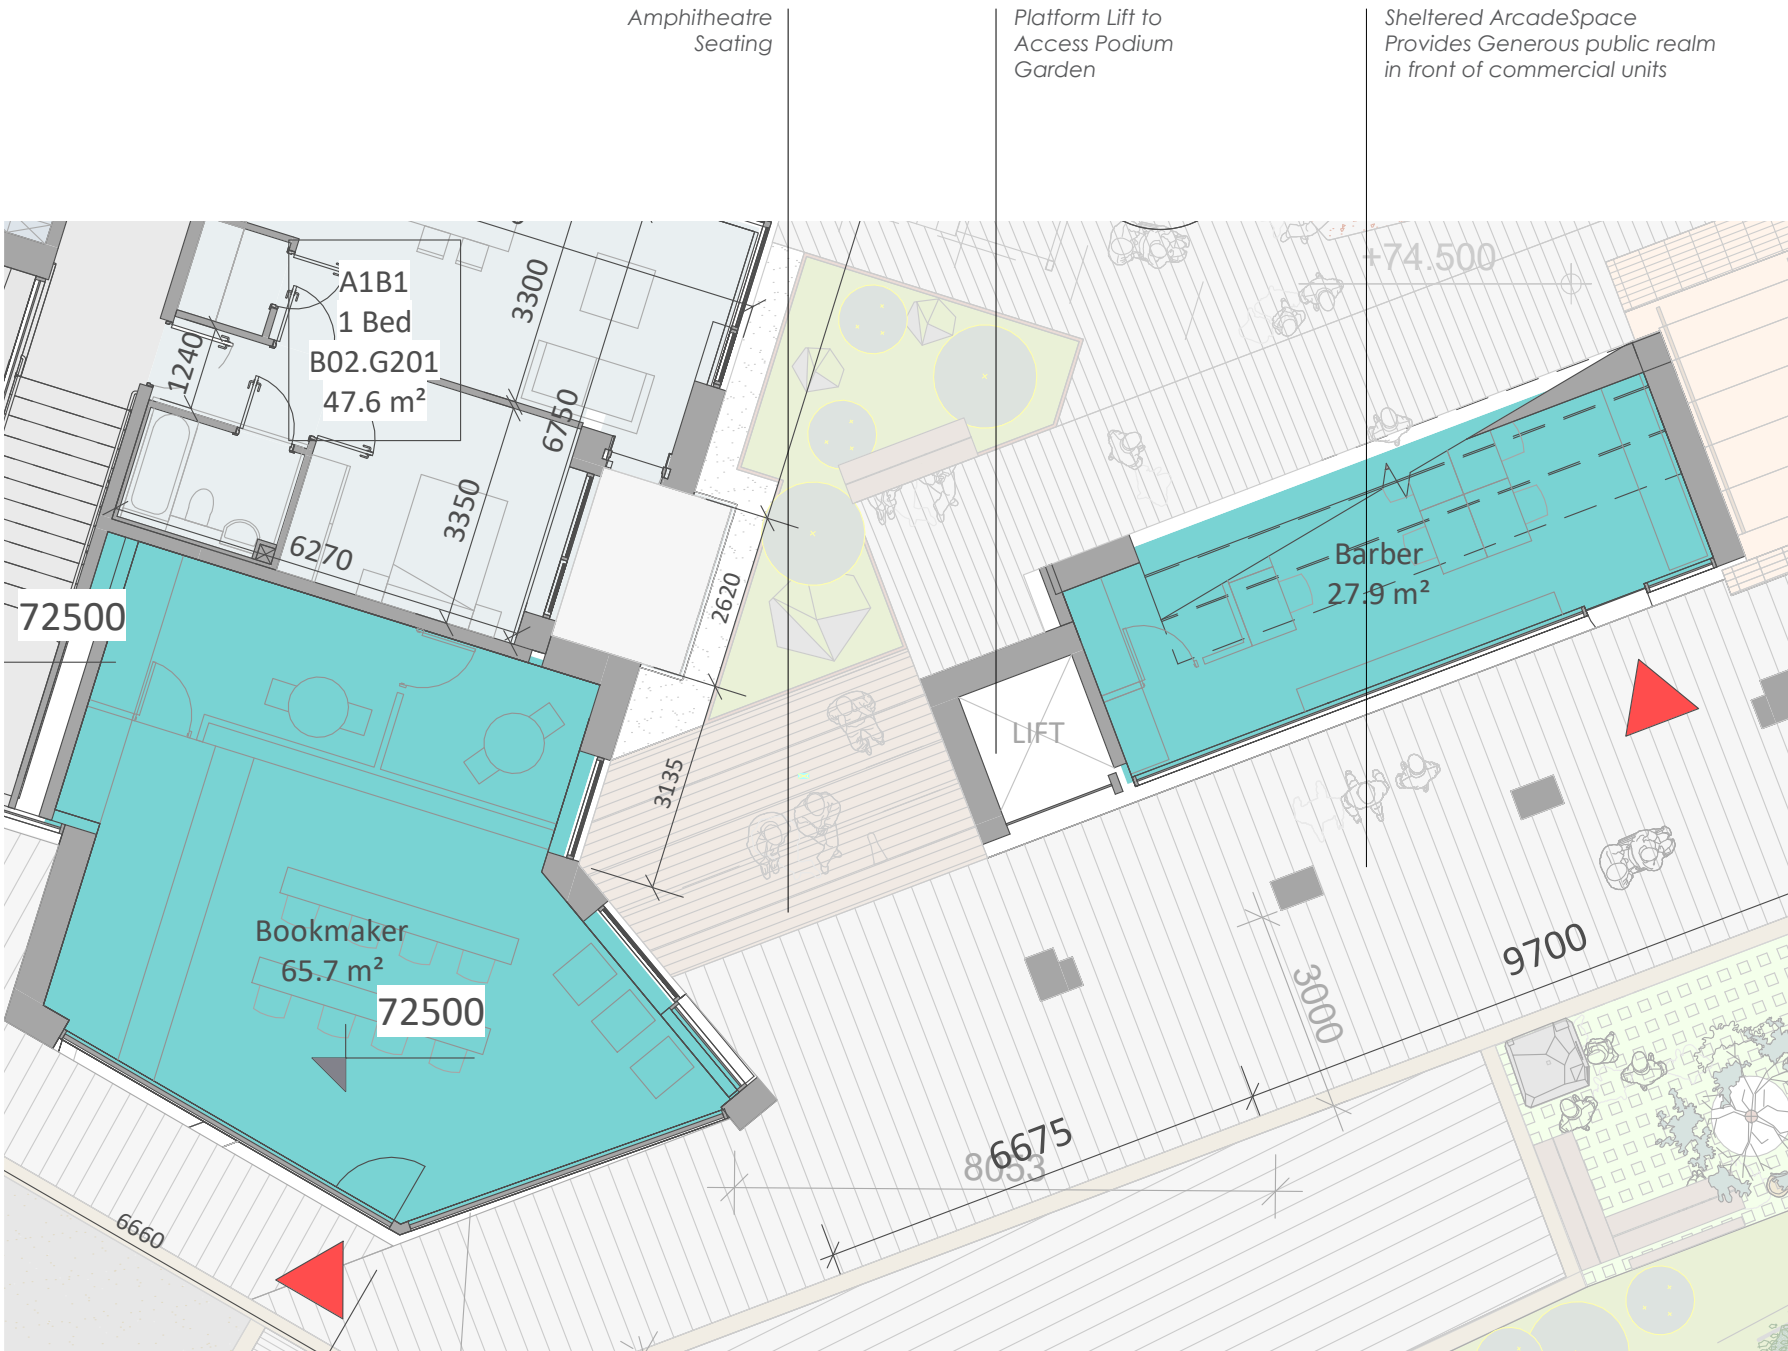 Amphitheatre
Seating
Platform Lift to
Access Podium
Garden
Sheltered ArcadeSpace
Provides Generous public realm
in front of commercial units
+74.500
A1B1
1 Bed
B02.G201
47.6 m²
3300
1240
6750
3350
6270
2620
72500
Barber
27.9 m²
LIFT
3135
Bookmaker
65.7 m²
72500
9700
3000
6675
8053
6660